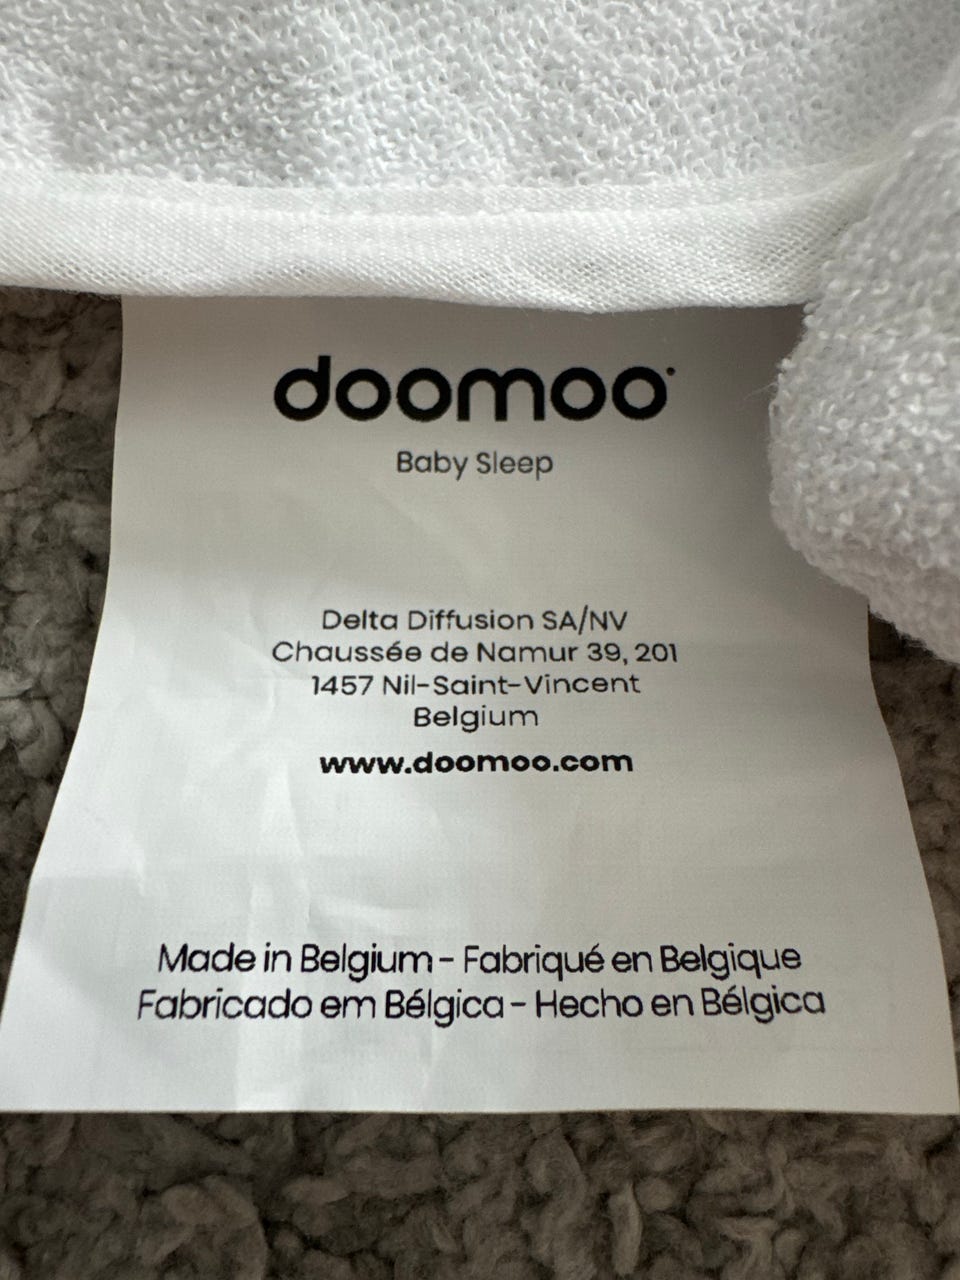 doomoo
Baby Sleep
Delta Diffusion SA/NV
Chaussée de Namur 39, 201
1457 Nil-Saint-Vincent
Belgium
www.doomoo.com
Made in Belgium - Fabriqué en Belgique
Fabricado em Bélgica - Hecho en Bélgica